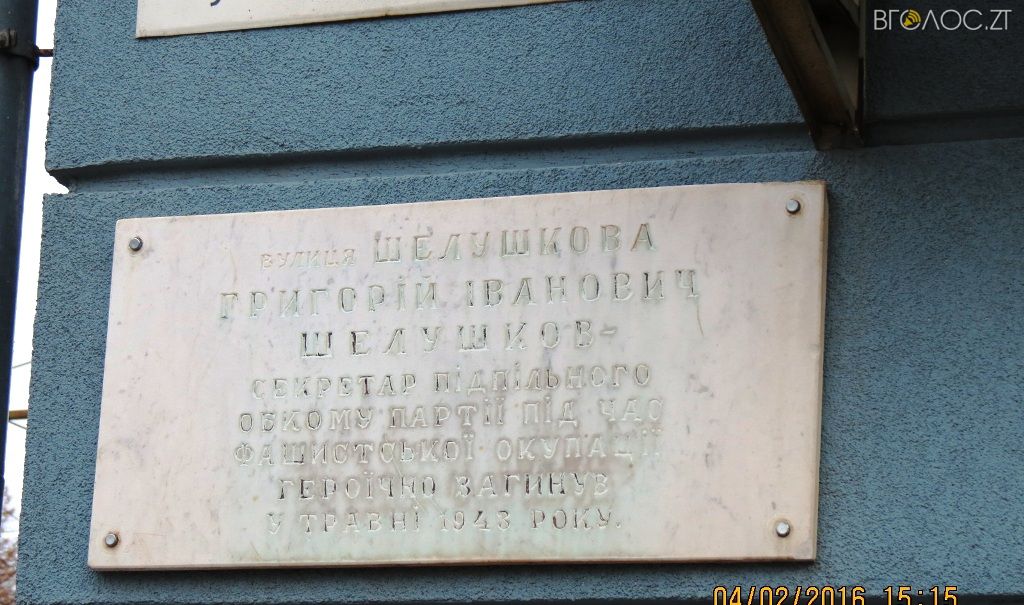 ВГОЛОС.ZT
ВУЛИЦЯ ШЕЛУШКОВА
ГРИГОРІЙ ІВАНОВИЧ
ШЕЛУШКОВ-
СЕКРЕТАР ПІДПІЛЬНОГО
ОБКОМУ ПАРТІЇ ПІД ЧАС
ФАШИСТСЬКОЇ ОКУПАЦІЇ
ГЕРОЇЧНО ЗАГИНУВ
У ТРАВНІ 1943 РОКУ.
04/02/2016 15:15